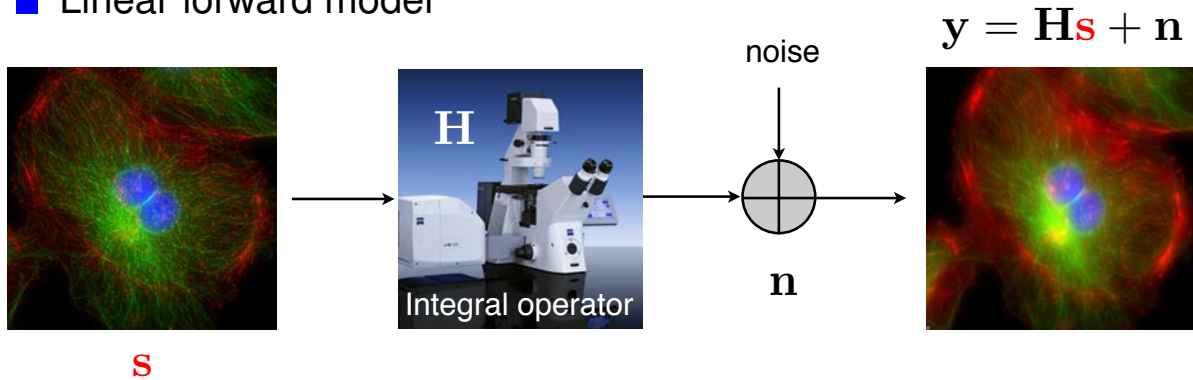 Linear forward model
y = Hs + n
noise
H
Integral operator
n
s